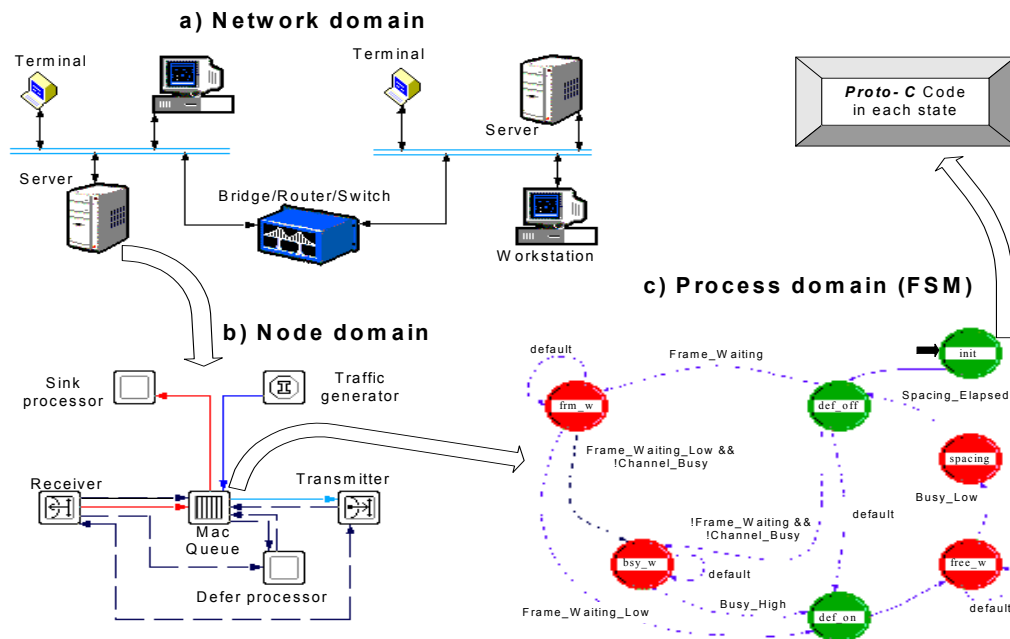 a) Network domain
Terminal
Terminal
Server
Server
Bridge/Router/Switch
Workstation
Proto-C Code
in each state
b) Node domain
Sink
processor
Traffic
generator
Receiver
Transmitter
Mac
Queue
Defer processor
c) Process domain (FSM)
init
default
Frame_Waiting
Spacing_Elapsed
frm_w
def_off
Frame_Waiting_Low &&
!Channel_Busy
spacing
Busy_Low
!Frame_Waiting &&
!Channel_Busy
default
bsy_w
default
free_w
default
Frame_Waiting_Low
Busy_High
def_on